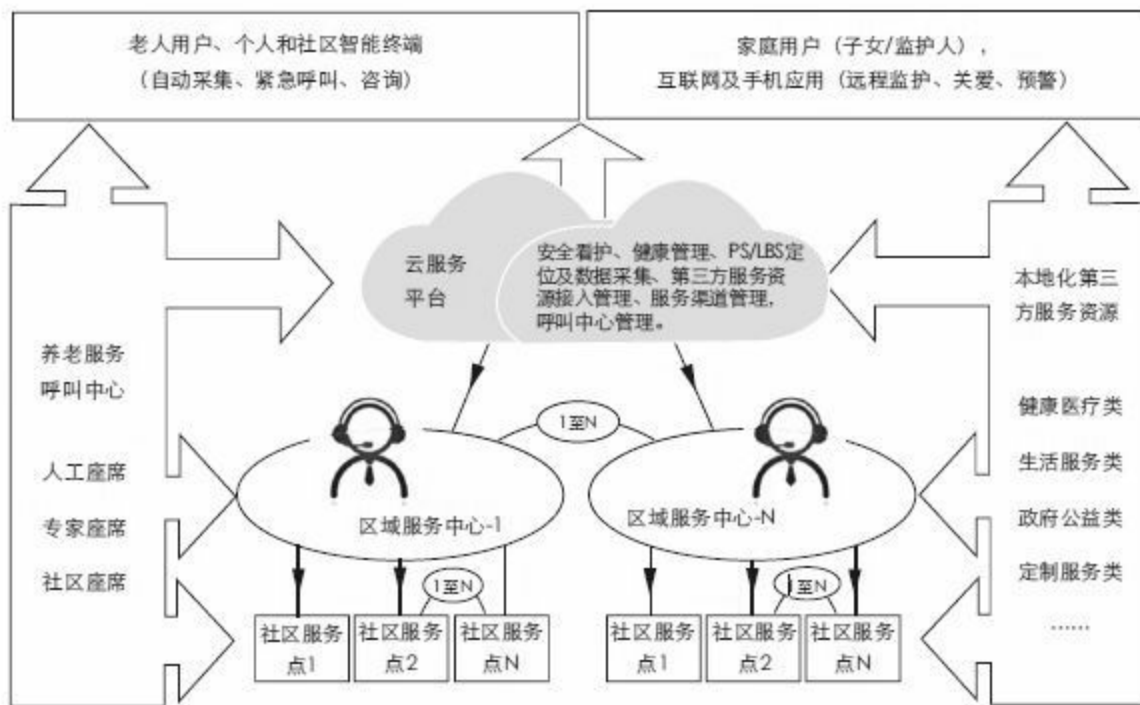 老人用户、个人和社区智能终端
（自动采集、紧急呼叫、咨询）
家庭用户（子女/监护人），
互联网及手机应用（远程监护、关爱、预警）
云服务
平台
安全看护、健康管理、PS/LBS定
位及数据采集、第三方服务资
源接入管理、服务渠道管理，
呼叫中心管理。
养老服务
呼叫中心
人工座席
专家座席
社区座席
本地化第三
方服务资源
健康医疗类
生活服务类
政府公益类
定制服务类
……
1至N
区域服务中心-1
区域服务中心-N
1至N
1至N
社区服务
点1
社区服务
点2
社区服务
点N
社区服务
点1
社区服务
点2
社区服务
点N